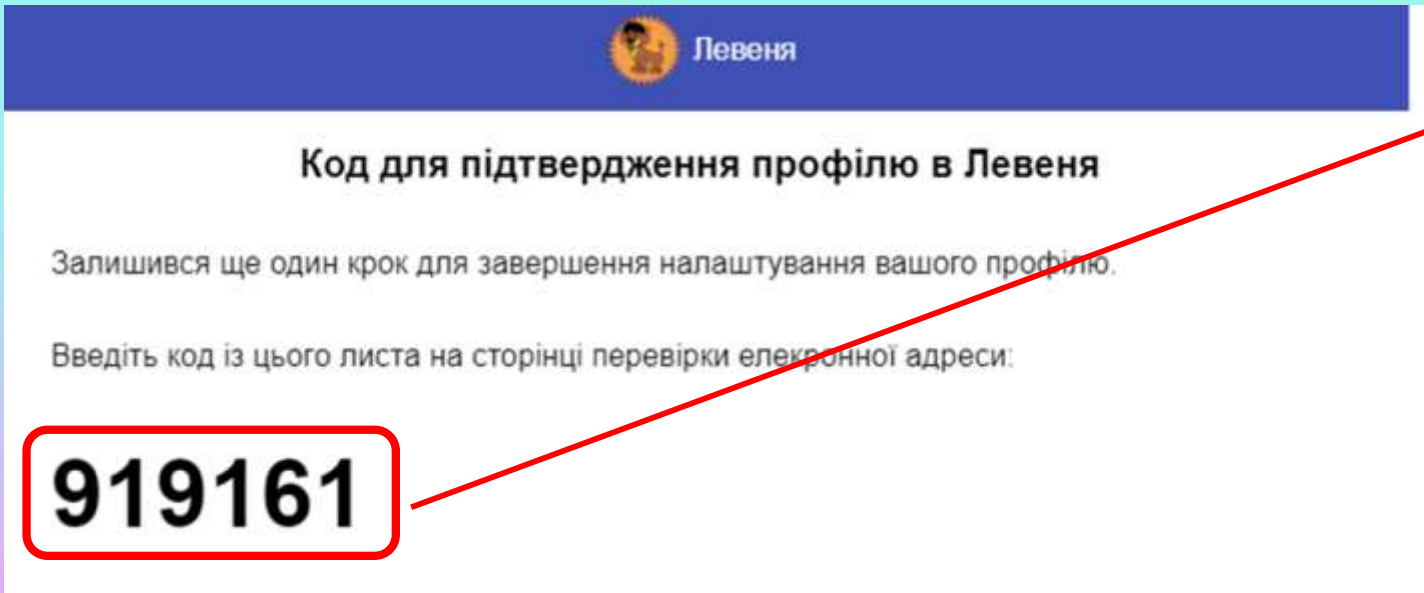 Левеня
Код для підтвердження профілю в Левеня
Залишився ще один крок для завершення налаштування вашого профілю.
Введіть код із цього листа на сторінці перевірки елекронної адреси:
919161